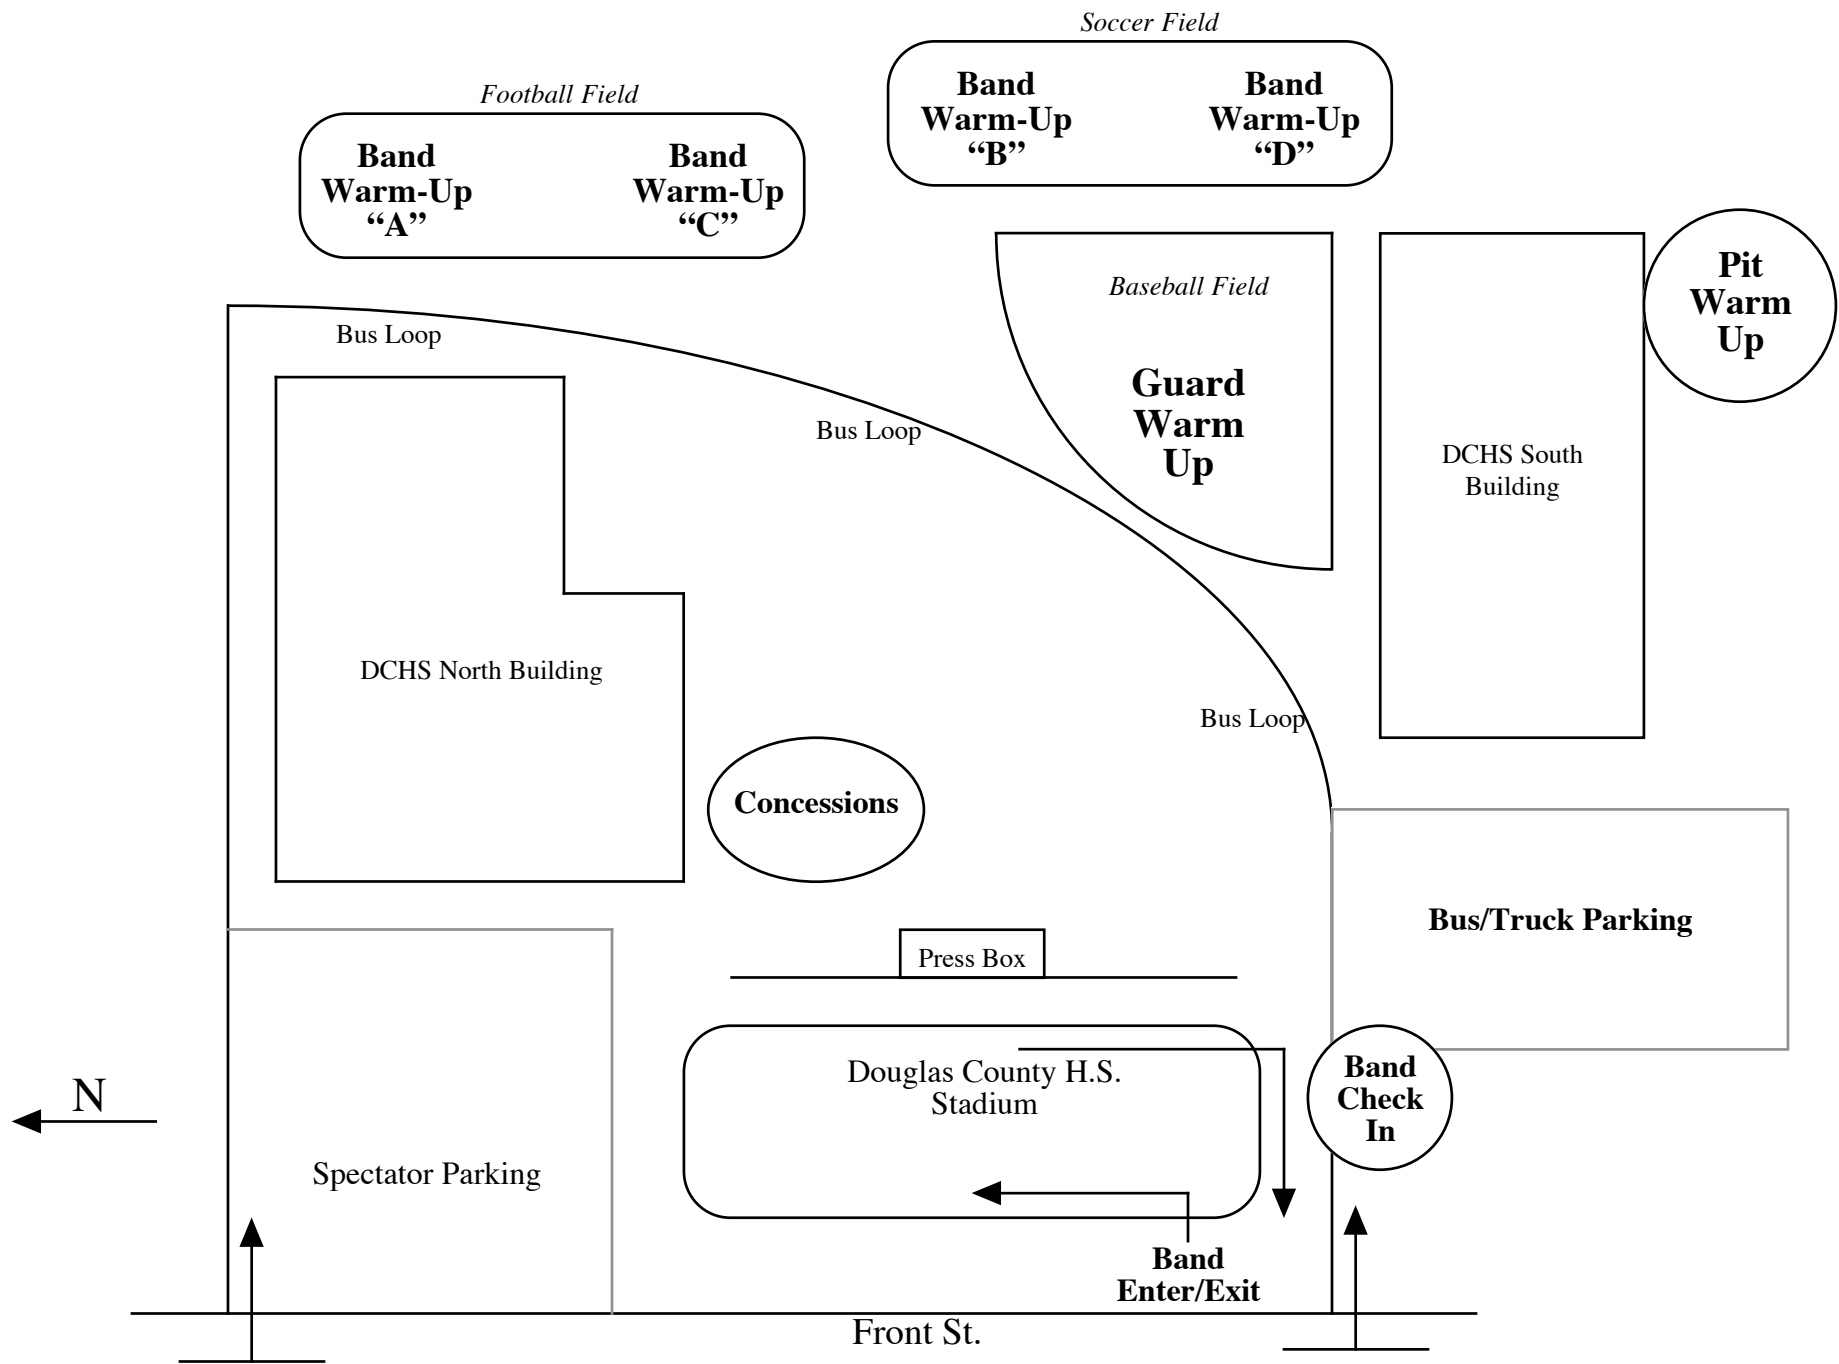 Soccer Field
Band
Warm-Up
“B”
Band
Warm-Up
“D”
Football Field
Band
Warm-Up
“A”
Band
Warm-Up
“C”
Pit
Warm
Up
Baseball Field
Guard
Warm
Up
Bus Loop
Bus Loop
DCHS South
Building
DCHS North Building
Bus Loop
Concessions
Bus/Truck Parking
Press Box
Douglas County H.S.
Stadium
Band
Check
In
N
Spectator Parking
Band
Enter/Exit
Front St.